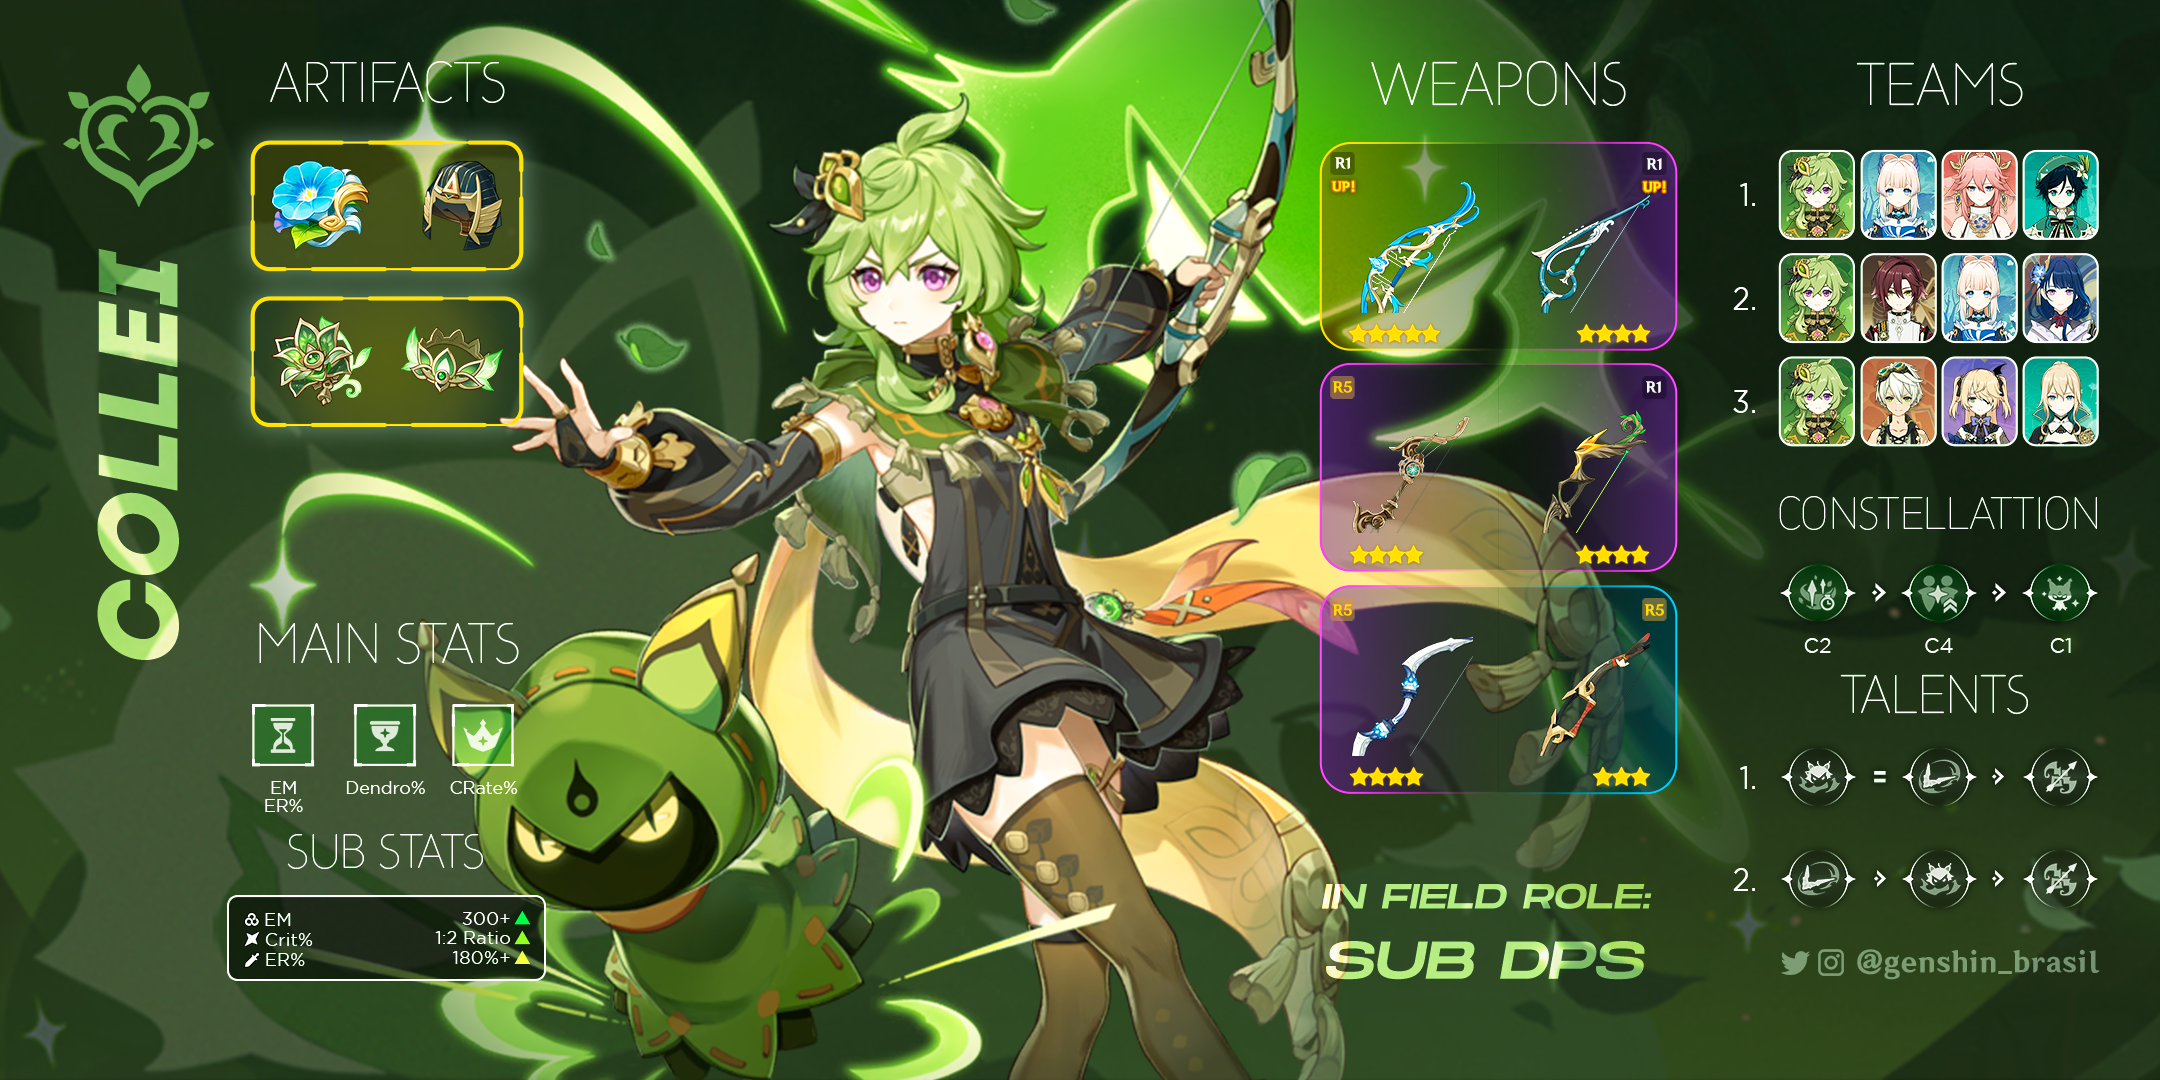 COLLEI
ARTIFACTS
MAIN STATS
EM
ER%
Dendro%
CRate%
SUB STATS
EM 300+
Crit% 1:2 Ratio
ER% 180%+
WEAPONS
R1 R1
UP! UP!
R5 R1
R5 R5
IN FIELD ROLE:
SUB DPS
TEAMS
1.
2.
3.
CONSTELLATTION
> >
C2 C4 C1
TALENTS
1. = >
2. > >
@genshin_brasil